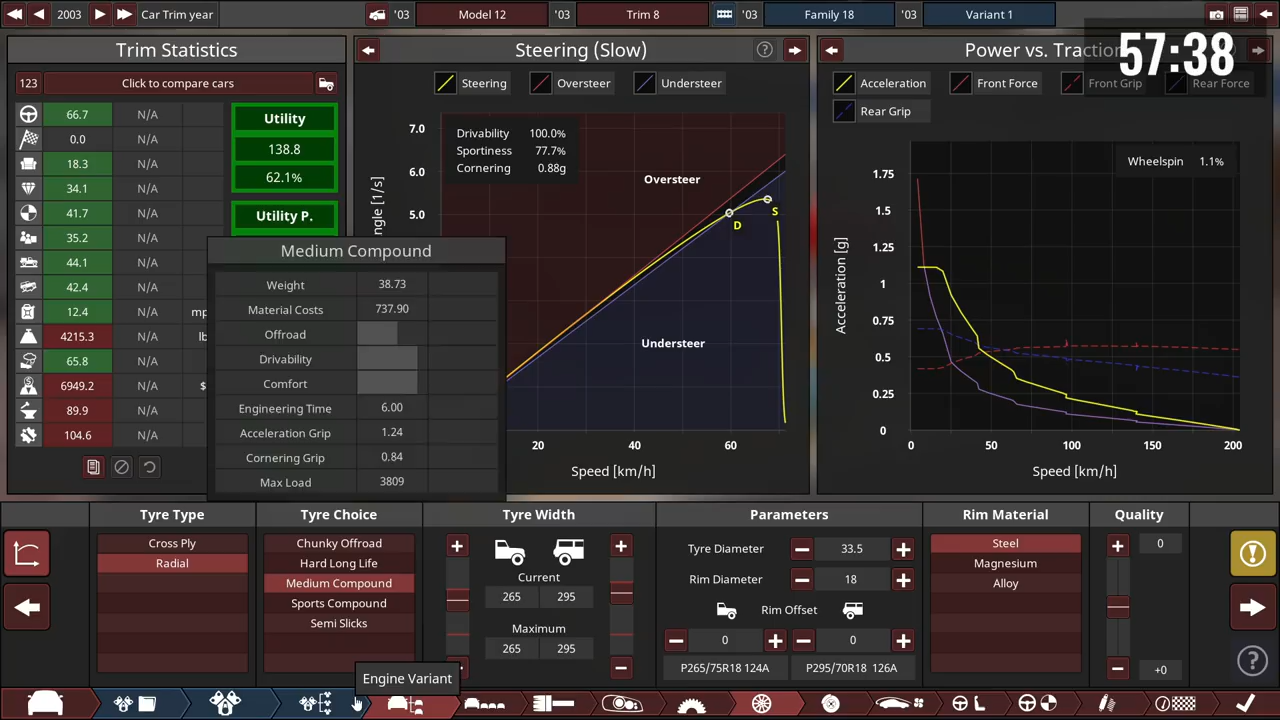 2003 Car Trim year '03 Model 12 '03 Trim 8 '03 Family 18 '03 Variant 1
57:38
Trim Statistics
123 Click to compare cars
66.7 N/A
0.0 N/A
18.3 N/A
34.1 N/A
41.7 N/A
35.2 N/A
44.1 N/A
42.4 N/A
12.4 N/A mp
4215.3 N/A lb
65.8 N/A
6949.2 N/A $
89.9 N/A
104.6 N/A
Utility
138.8
62.1%
Utility P.
Medium Compound
Weight 38.73
Material Costs 737.90
Offroad
Drivability
Comfort
Engineering Time 6.00
Acceleration Grip 1.24
Cornering Grip 0.84
Max Load 3809
Steering (Slow)
?
Steering Oversteer Understeer
7.0
6.0
5.0
ngle [1/s]
Drivability 100.0%
Sportiness 77.7%
Cornering 0.88g
Oversteer
S
D
Understeer
20 40 60
Speed [km/h]
Power vs. Traction
Acceleration Front Force Front Grip Rear Force
Rear Grip
Wheelspin 1.1%
Acceleration [g]
1.75
1.5
1.25
1
0.75
0.5
0.25
0
0 50 100 150 200
Speed [km/h]
Tyre Type
Cross Ply
Radial
Tyre Choice
Chunky Offroad
Hard Long Life
Medium Compound
Sports Compound
Semi Slicks
Tyre Width
Current
265 295
Maximum
265 295
Parameters
Tyre Diameter 33.5
Rim Diameter 18
Rim Offset
0 0
P265/75R18 124A P295/70R18 126A
Rim Material
Steel
Magnesium
Alloy
Quality
0
+0
?
Engine Variant